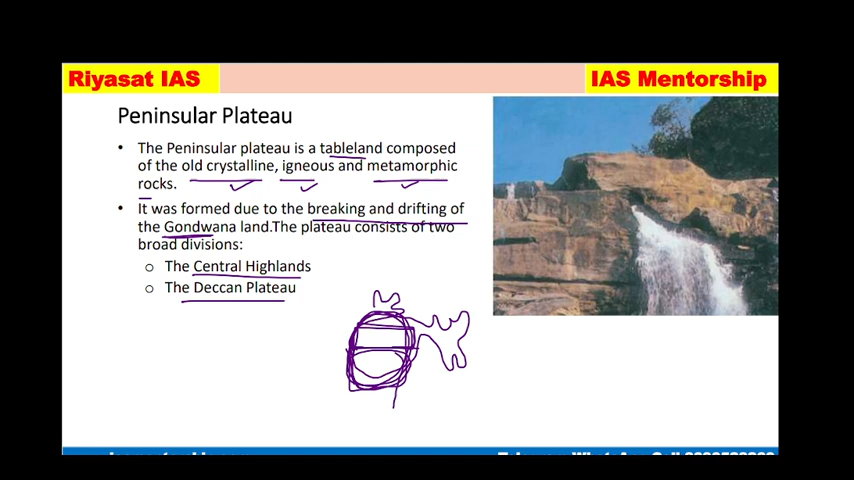 Riyasat IAS
IAS Mentorship
Peninsular Plateau
• The Peninsular plateau is a tableland composed
of the old crystalline, igneous and metamorphic
rocks.
• It was formed due to the breaking and drifting of
the Gondwana land.The plateau consists of two
broad divisions:
o The Central Highlands
o The Deccan Plateau